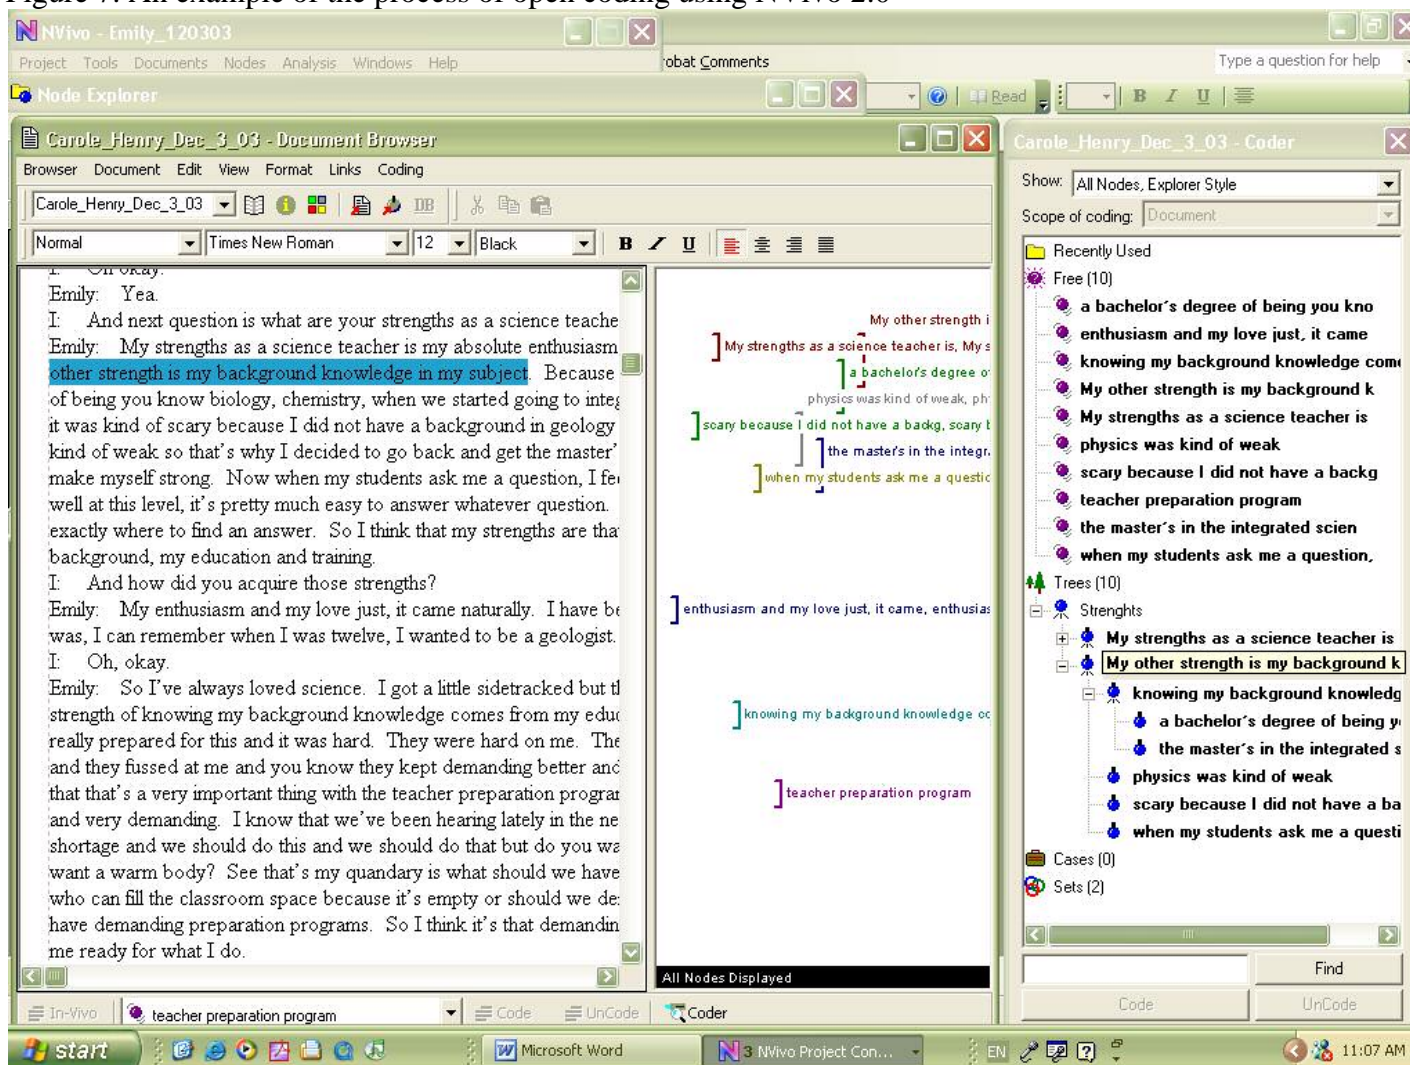 Figure 7. An example of the process of open coding using NVivo 2.0
NVivo - Emily_120303
Project Tools Documents Nodes Analysis Windows Help
robat Comments
Type a question for help
Node Explorer
Read
B I U
Carole_Henry_Dec_3_03 - Document Browser
Browser Document Edit View Format Links Coding
Carole_Henry_Dec_3_03
DB
Normal
Times New Roman
12
Black
B I U
I: Oh okay.
Emily: Yea.
I: And next question is what are your strengths as a science teache
Emily: My strengths as a science teacher is my absolute enthusiasm
other strength is my background knowledge in my subject. Because
of being you know biology, chemistry, when we started going to integ
it was kind of scary because I did not have a background in geology
kind of weak so that's why I decided to go back and get the master'
make myself strong. Now when my students ask me a question, I fe
well at this level, it's pretty much easy to answer whatever question.
exactly where to find an answer. So I think that my strengths are tha
background, my education and training.
I: And how did you acquire those strengths?
Emily: My enthusiasm and my love just, it came naturally. I have be
was, I can remember when I was twelve, I wanted to be a geologist.
I: Oh, okay.
Emily: So I've always loved science. I got a little sidetracked but tl
strength of knowing my background knowledge comes from my educ
really prepared for this and it was hard. They were hard on me. The
and they fussed at me and you know they kept demanding better and
that that's a very important thing with the teacher preparation progran
and very demanding. I know that we've been hearing lately in the ne
shortage and we should do this and we should do that but do you wa
want a warm body? See that's my quandary is what should we have
who can fill the classroom space because it's empty or should we de
have demanding preparation programs. So I think it's that demandin
me ready for what I do.
My other strength i
My strengths as a science teacher is, My s
a bachelor's degree o
physics was kind of weak, ph
scary because I did not have a backg, scary b
the master's in the integr.
when my students ask me a questic
enthusiasm and my love just, it came, enthusias
knowing my background knowledge co
teacher preparation program
All Nodes Displayed
In-Vivo
teacher preparation program
Code
UnCode
Coder
Carole_Henry_Dec_3_03 - Coder
Show: All Nodes, Explorer Style
Scope of coding: Document
Recently Used
Free (10)
a bachelor's degree of being you kno
enthusiasm and my love just, it came
knowing my background knowledge come
My other strength is my background k
My strengths as a science teacher is
physics was kind of weak
scary because I did not have a backg
teacher preparation program
the master's in the integrated scien
when my students ask me a question,
Trees (10)
Strenghts
My strengths as a science teacher is
My other strength is my background k
knowing my background knowledg
a bachelor's degree of being y
the master's in the integrated s
physics was kind of weak
scary because I did not have a ba
when my students ask me a questi
Cases (0)
Sets (2)
Find
Code
UnCode
start
Microsoft Word
3 NVivo Project Con...
EN
11:07 AM